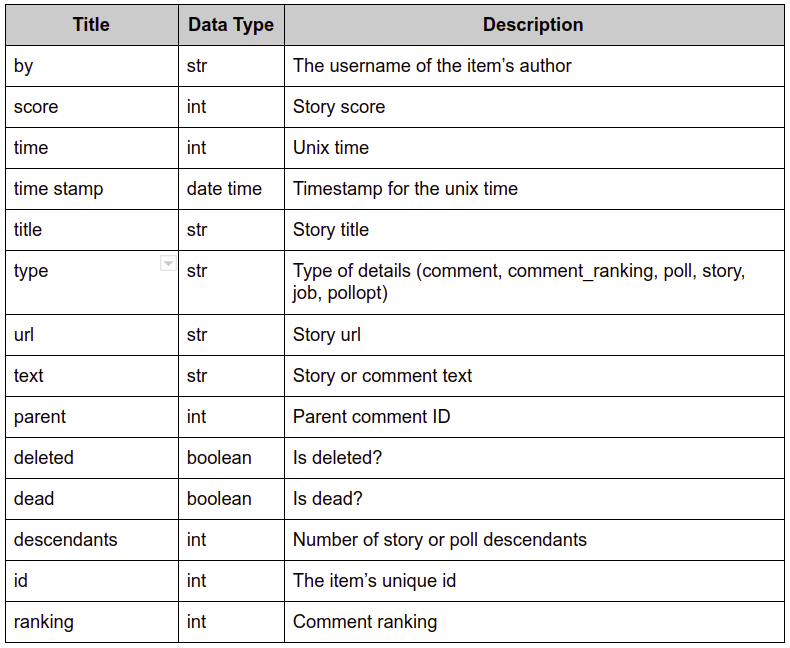 Title Data Type Description
by str The username of the item’s author
score int Story score
time int Unix time
time stamp date time Timestamp for the unix time
title str Story title
type str Type of details (comment, comment_ranking, poll, story,
job, pollopt)
url str Story url
text str Story or comment text
parent int Parent comment ID
deleted boolean Is deleted?
dead boolean Is dead?
descendants int Number of story or poll descendants
id int The item’s unique id
ranking int Comment ranking